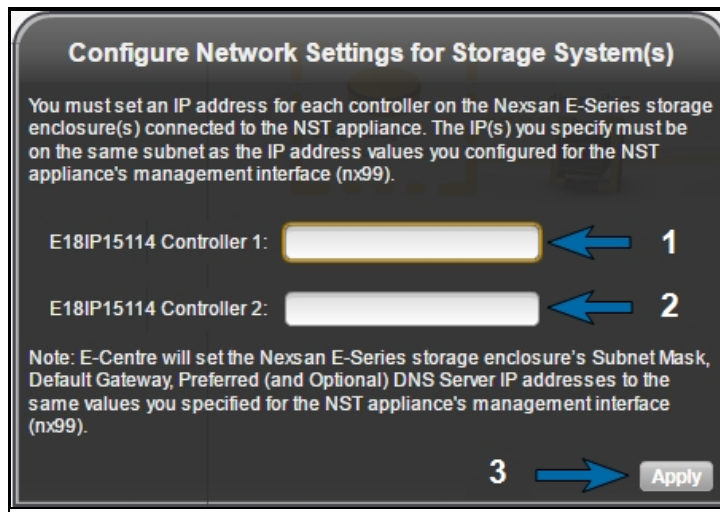 Configure Network Settings for Storage System(s)
You must set an IP address for each controller on the Nexsan E-Series storage
enclosure(s) connected to the NST appliance. The IP(s) you specify must be
on the same subnet as the IP address values you configured for the NST
appliance's management interface (nx99).
E18IP15114 Controller 1: 1
E18IP15114 Controller 2: 2
Note: E-Centre will set the Nexsan E-Series storage enclosure's Subnet Mask,
Default Gateway, Preferred (and Optional) DNS Server IP addresses to the
same values you specified for the NST appliance's management interface
(nx99).
3 Apply